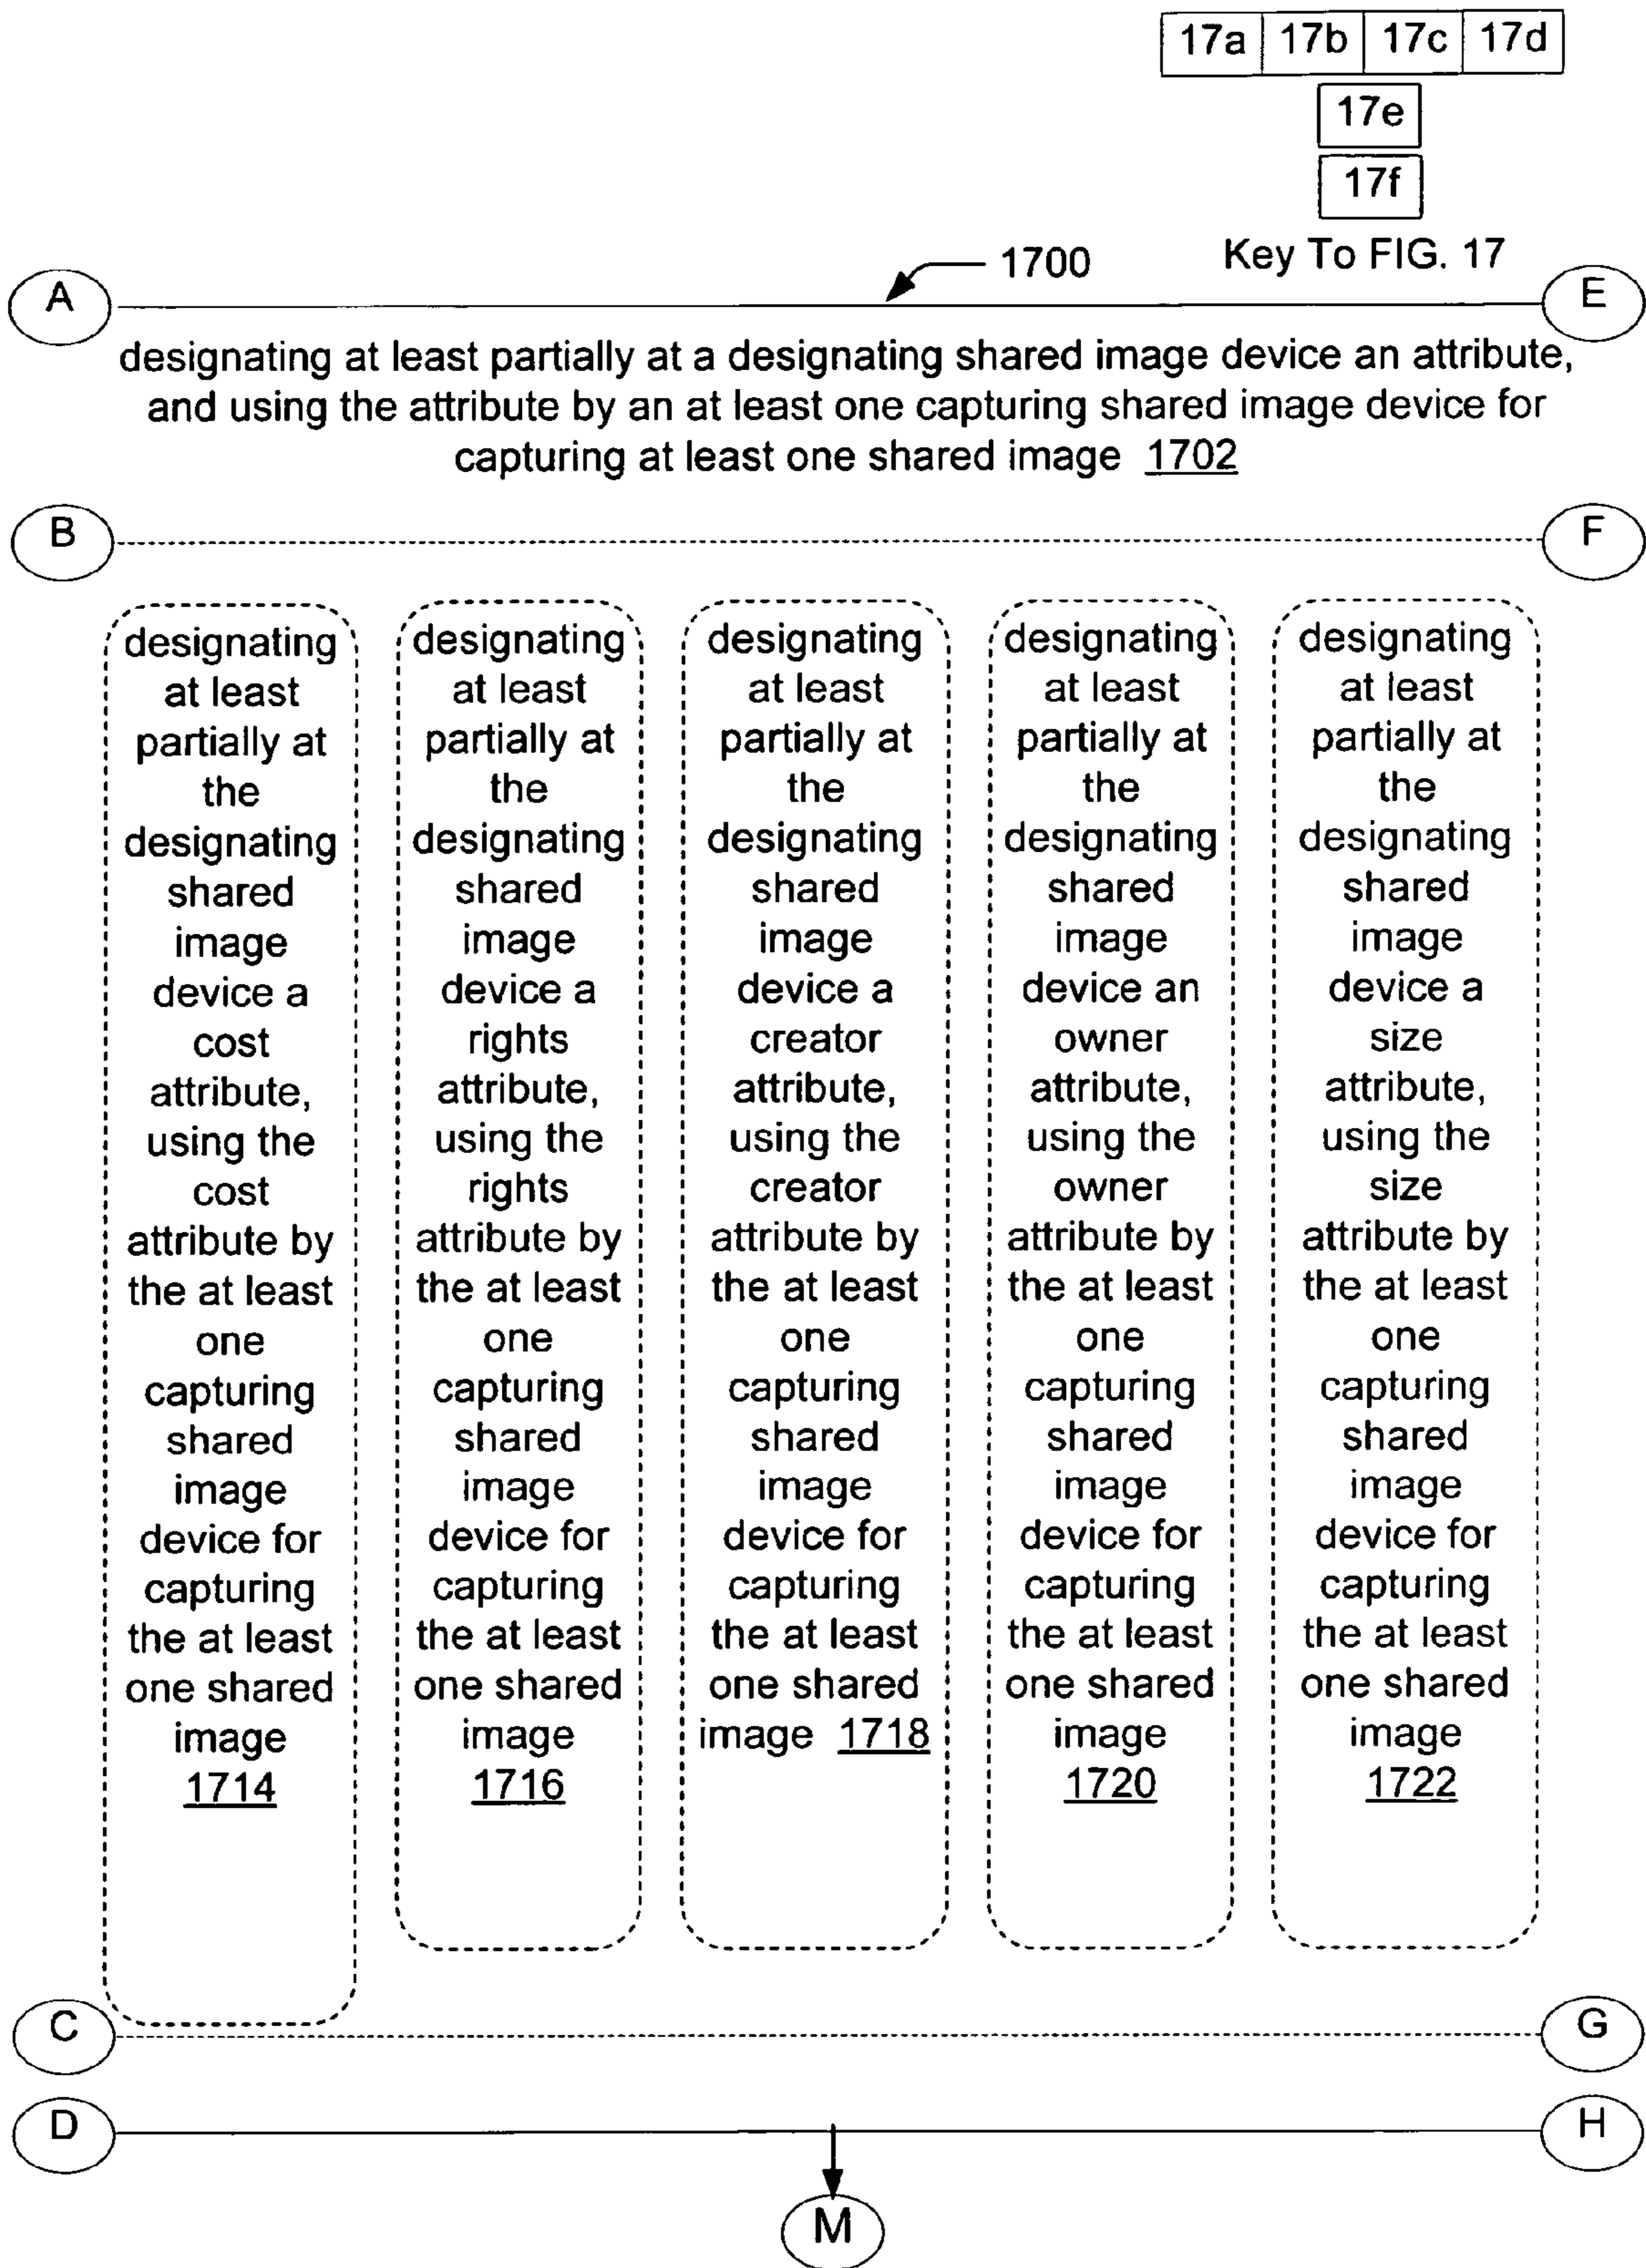 17a 17b 17c 17d
17e
17f
Key To FIG. 17
1700
A
E
designating at least partially at a designating shared image device an attribute,
and using the attribute by an at least one capturing shared image device for
capturing at least one shared image 1702
B
F
designating
at least
partially at
the
designating
shared
image
device a
cost
attribute,
using the
cost
attribute by
the at least
one
capturing
shared
image
device for
capturing
the at least
one shared
image
1714
designating
at least
partially at
the
designating
shared
image
device a
rights
attribute,
using the
rights
attribute by
the at least
one
capturing
shared
image
device for
capturing
the at least
one shared
image
1716
designating
at least
partially at
the
designating
shared
image
device a
creator
attribute,
using the
creator
attribute by
the at least
one
capturing
shared
image
device for
capturing
the at least
one shared
image 1718
designating
at least
partially at
the
designating
shared
image
device an
owner
attribute,
using the
owner
attribute by
the at least
one
capturing
shared
image
device for
capturing
the at least
one shared
image
1720
designating
at least
partially at
the
designating
shared
image
device a
size
attribute,
using the
size
attribute by
the at least
one
capturing
shared
image
device for
capturing
the at least
one shared
image
1722
C
G
D
H
M